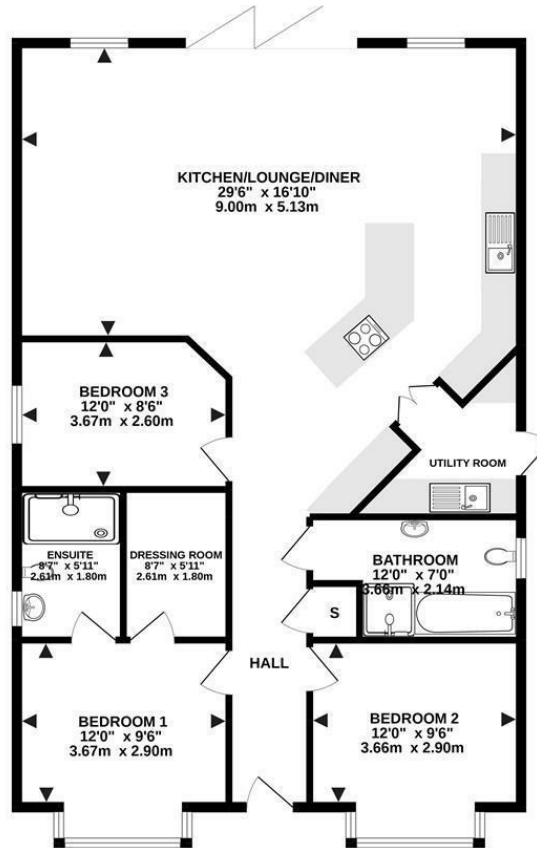 KITCHEN/LOUNGE/DINER
29'6" x 16'10"
9.00m x 5.13m
BEDROOM 3
12'0" x 8'6"
3.67m x 2.60m
UTILITY ROOM
ENSUITE
8'7" x 5'11"
2.61m x 1.80m
DRESSING ROOM
8'7" x 5'11"
2.61m x 1.80m
BATHROOM
12'0" x 7'0"
3.66m x 2.14m
S
HALL
BEDROOM 1
12'0" x 9'6"
3.67m x 2.90m
BEDROOM 2
12'0" x 9'6"
3.66m x 2.90m